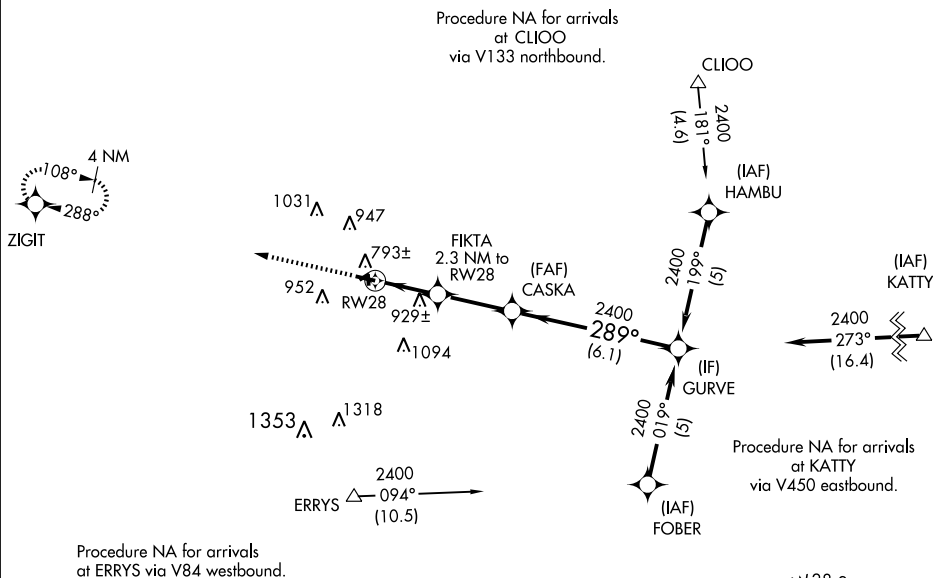 Procedure NA for arrivals
at CLIOO
via V133 northbound.
CLIOO
2400
181°
(4.6)
4 NM
108°
288°
ZIGIT
(IAF)
HAMBU
1031
947
793±
FIKTA
2.3 NM to
RW28
(FAF)
CASKA
2400
199°
(5)
(IAF)
KATTY
952
RW28
929±
1094
2400
289°
(6.1)
2400
273°
(16.4)
(IF)
GURVE
1353
1318
2400
019°
(5)
Procedure NA for arrivals
at KATTY
via V450 eastbound.
ERRYS
2400
094°
(10.5)
(IAF)
FOBER
Procedure NA for arrivals
at ERRYS via V84 westbound.